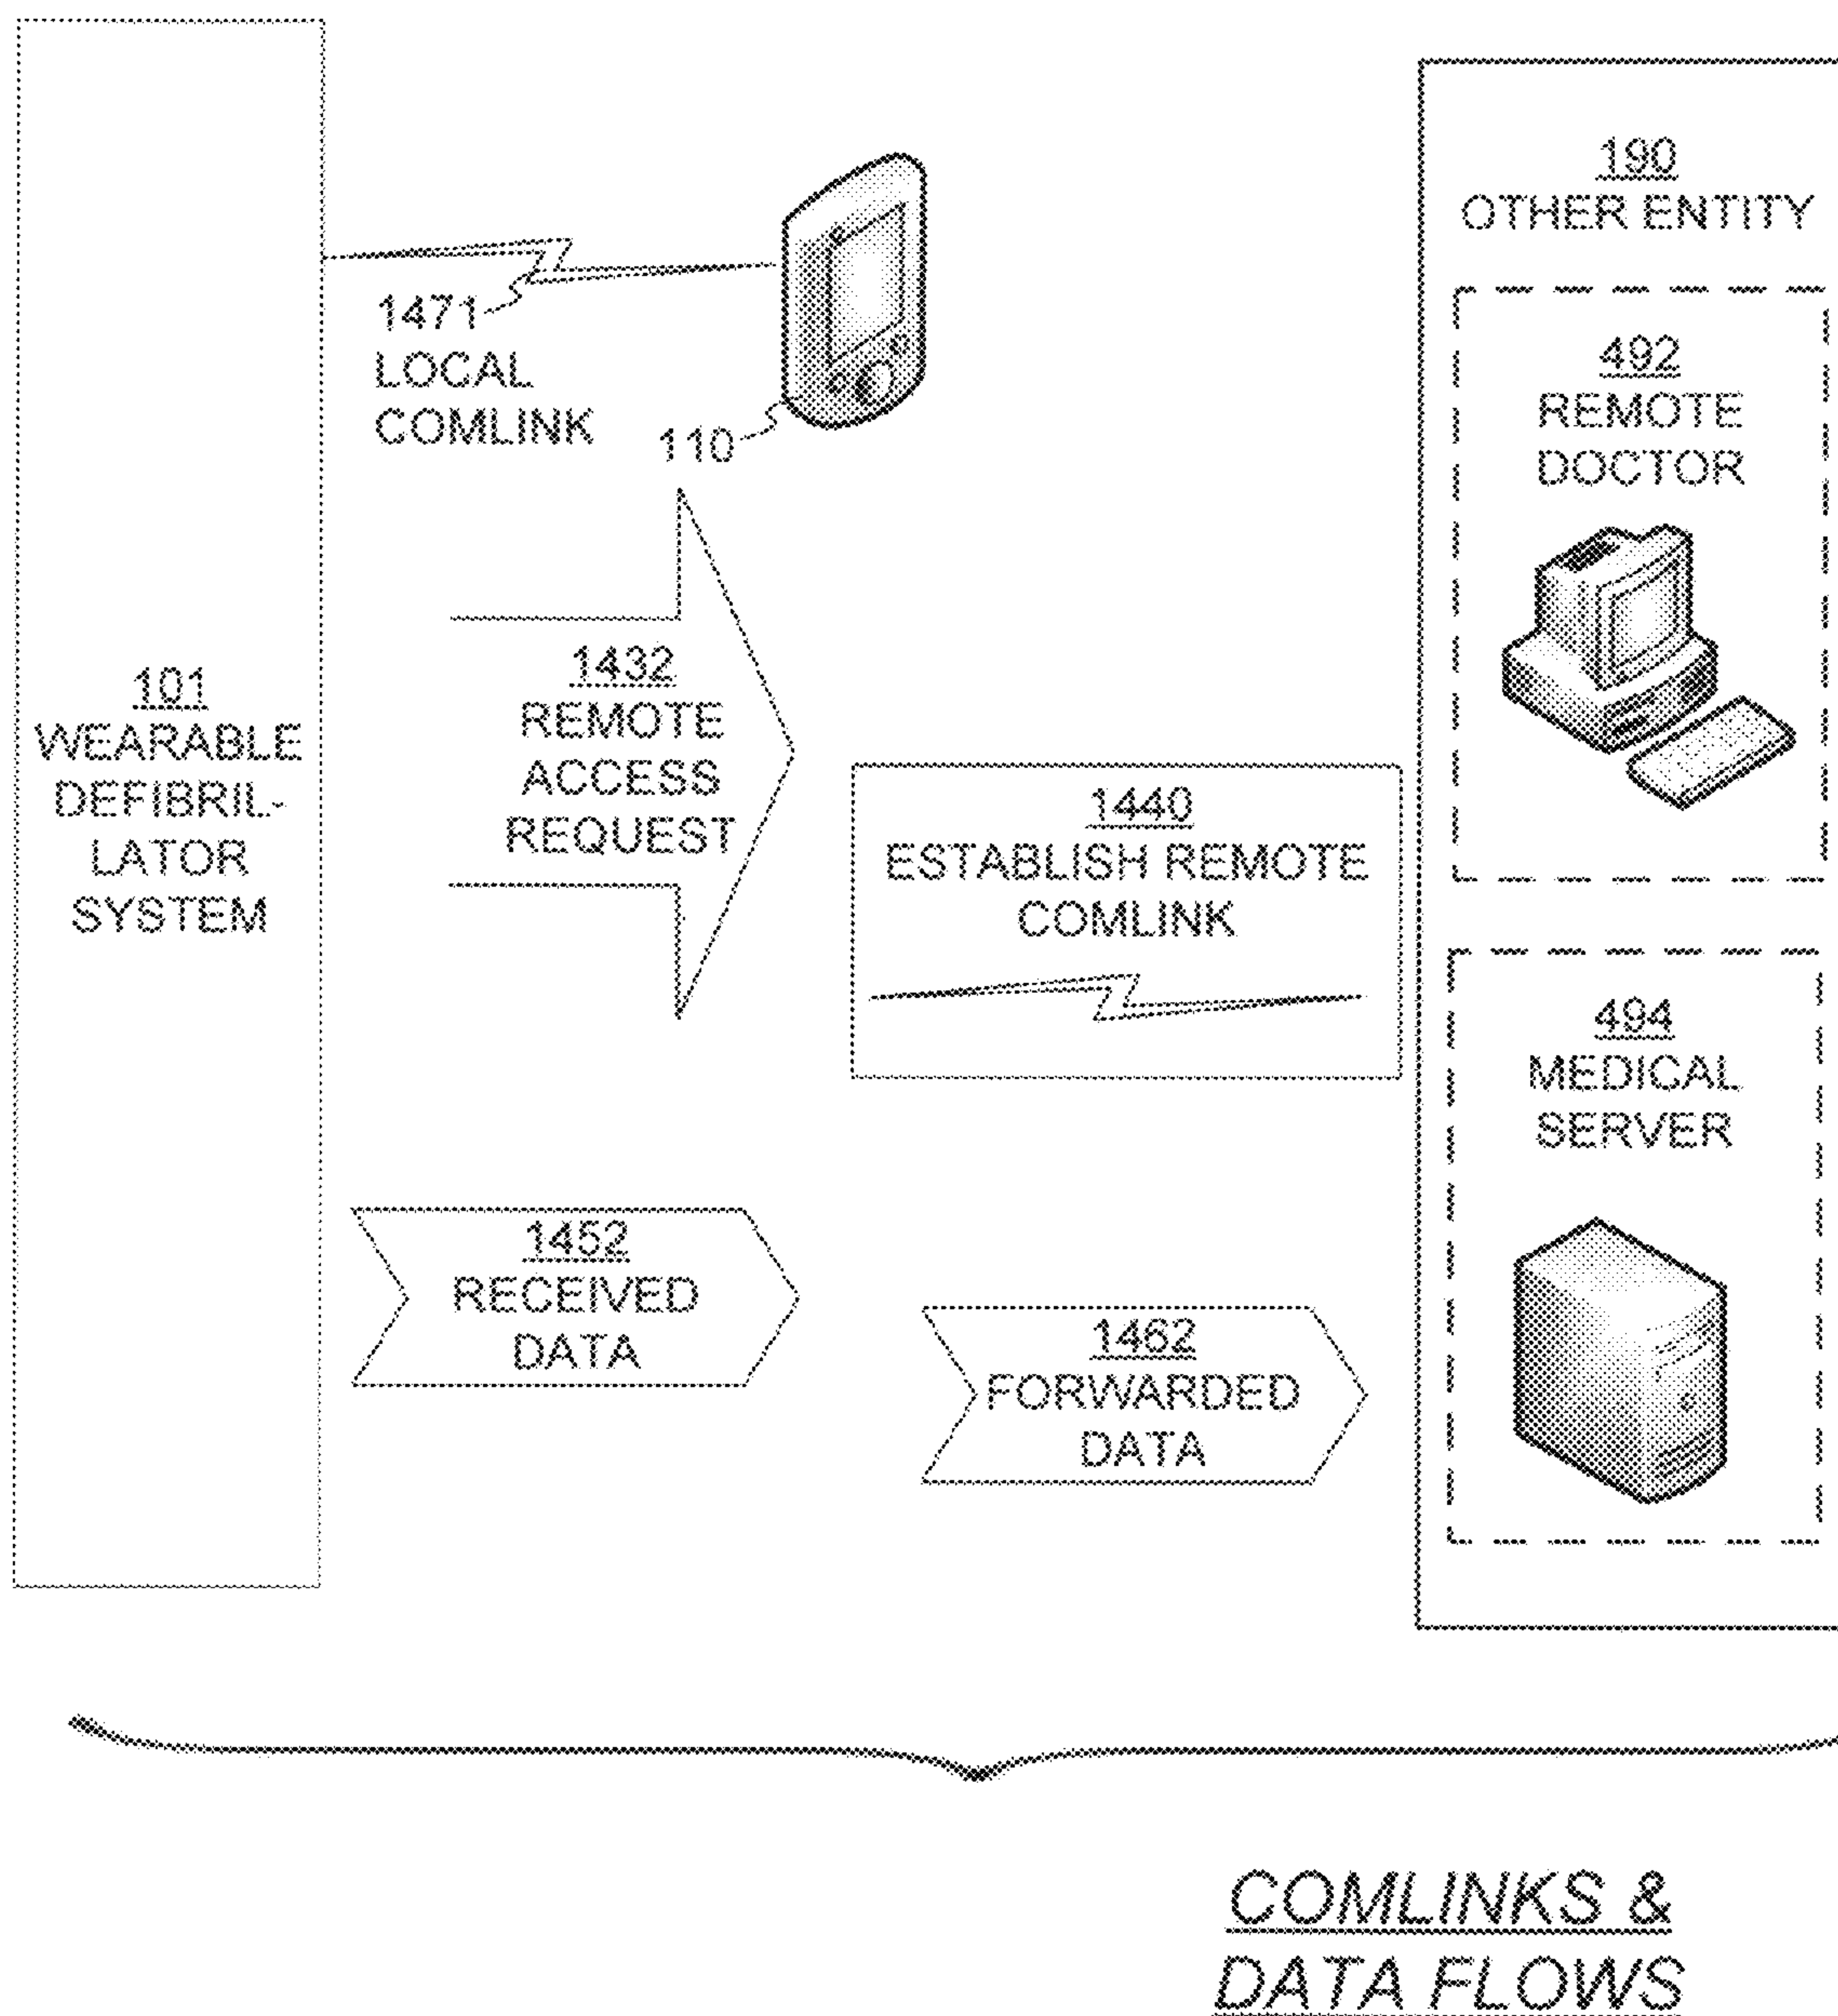 101
WEARABLE
DEFIBRIL-
LATOR
SYSTEM
1471
LOCAL
COMLINK
110
1432
REMOTE
ACCESS
REQUEST
1440
ESTABLISH REMOTE
COMLINK
1452
RECEIVED
DATA
1462
FORWARDED
DATA
190
OTHER ENTITY
492
REMOTE
DOCTOR
494
MEDICAL
SERVER
COMLINKS &
DATA FLOWS